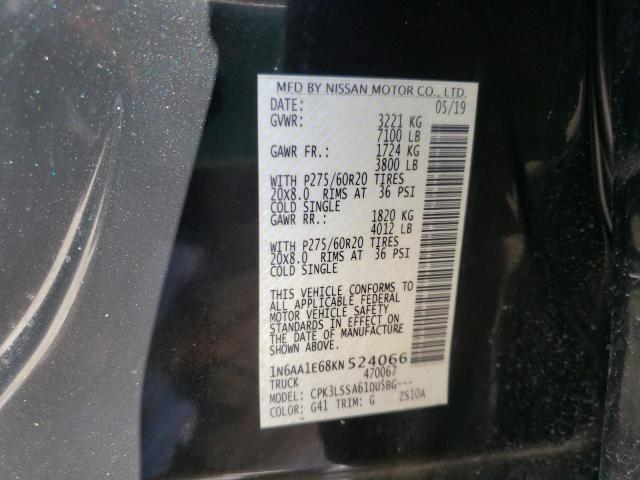 MFD BY NISSAN MOTOR CO., LTD.
DATE: 05/19
GVWR: 3221 KG
7100 LB
GAWR FR.: 1724 KG
3800 LB
WITH P275/60R20 TIRES
20X8.0 RIMS AT 36 PSI
COLD SINGLE
GAWR RR.: 1820 KG
4012 LB
WITH P275/60R20 TIRES
20X8.0 RIMS AT 36 PSI
COLD SINGLE
THIS VEHICLE CONFORMS TO
ALL APPLICABLE FEDERAL
MOTOR VEHICLE SAFETY
STANDARDS IN EFFECT ON
THE DATE OF MANUFACTURE
SHOWN ABOVE.
1N6AA1E68KN524066
TRUCK 470067
MODEL: CPK3LSSA61QU5BG---
COLOR: G41 TRIM: G 2S10A